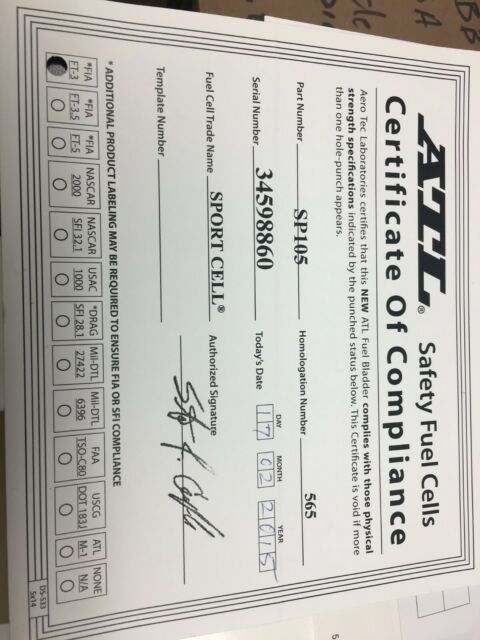 ATL® Safety Fuel Cells
Certificate Of Compliance
Aero Tec Laboratories certifies that this NEW ATL Fuel Bladder complies with those physical
strength specifications indicated by the punched status below. This Certificate is void if more
than one hole-punch appears.
Part Number SP105 Homologation Number 565
Serial Number 34598860 Today's Date 17 02 2015
DAY MONTH YEAR
Fuel Cell Trade Name SPORT CELL® Authorized Signature
Template Number
*ADDITIONAL PRODUCT LABELING MAY BE REQUIRED TO ENSURE FIA OR SFI COMPLIANCE
*FIA *FIA *FIA NASCAR NASCAR USAC *DRAG Mil-DTL Mil-DTL FAA USCG ATL NONE
FT-3 FT-3.5 FT-5 2000 SFI 32.1 1000 SFI 28.1 27422 6396 TSO-C80 DOT 183J M-1 N/A
DS-533
5x14